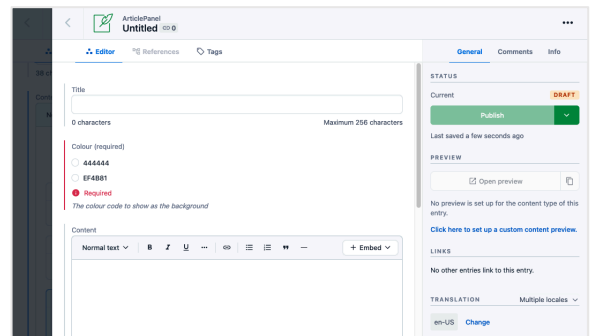 ArticlePanel
Untitled 0
Editor References Tags
General Comments Info
Title
0 characters Maximum 256 characters
Colour (required)
444444
EF4B81
Required
The colour code to show as the background
Content
Normal text B I U ... + Embed
STATUS
Current DRAFT
Publish
Last saved a few seconds ago
PREVIEW
Open preview
No preview is set up for the content type of this
entry.
Click here to set up a custom content preview.
LINKS
No other entries link to this entry.
TRANSLATION Multiple locales
en-US Change